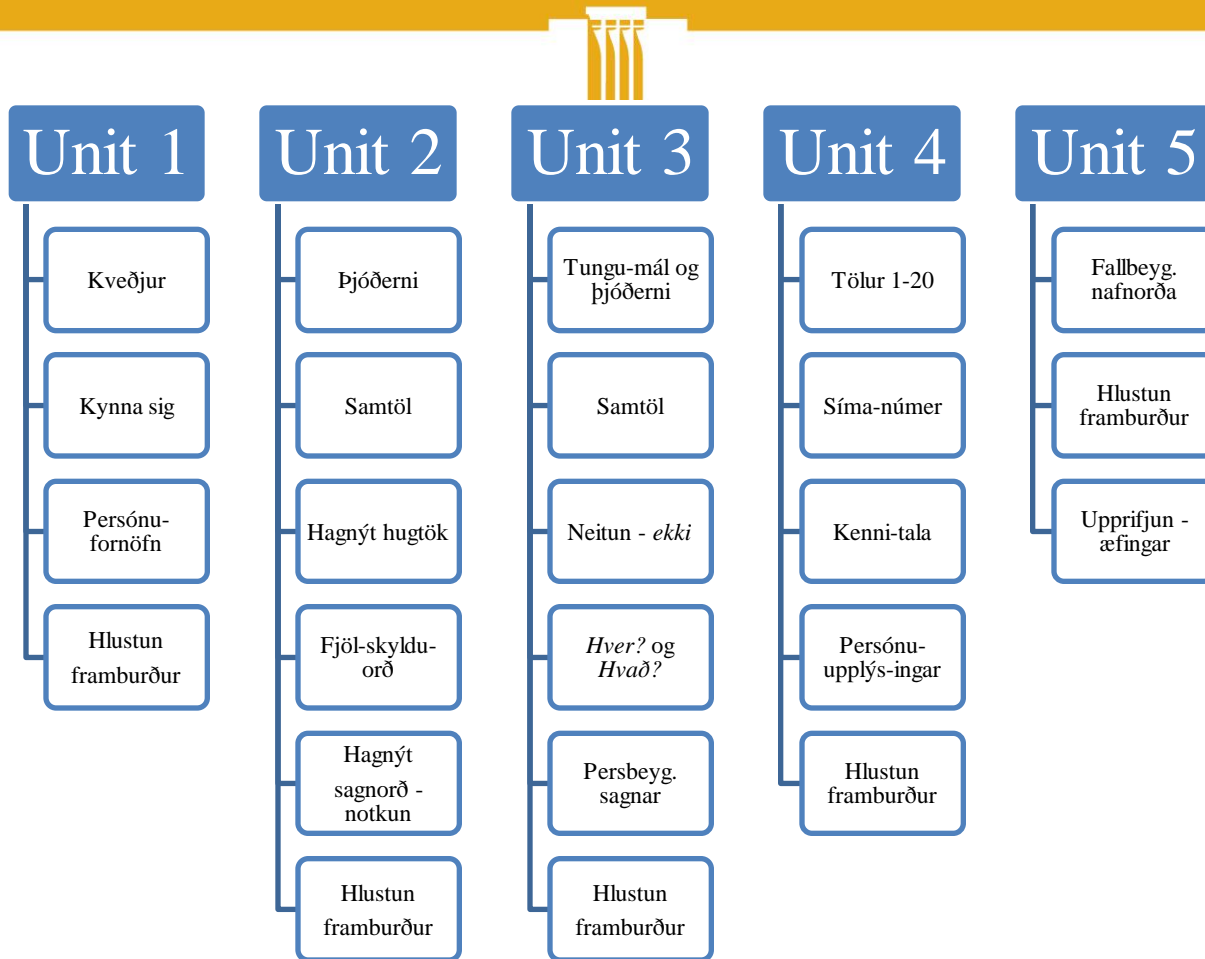 Unit 1
Kveðjur
Kynna sig
Persónu-
fornöfn
Hlustun
framburður
Unit 2
Þjóðerni
Samtöl
Hagnýt hugtök
Fjöl-skyldu-
orð
Hagnýt
sagnorð -
notkun
Hlustun
framburður
Unit 3
Tungu-mál og
þjóðerni
Samtöl
Neitun - ekki
Hver? og
Hvað?
Persbeyg.
sagnar
Hlustun
framburður
Unit 4
Tölur 1-20
Síma-númer
Kenni-tala
Persónu-
upplýs-ingar
Hlustun
framburður
Unit 5
Fallbeyg.
nafnorða
Hlustun
framburður
Upprifjun -
æfingar